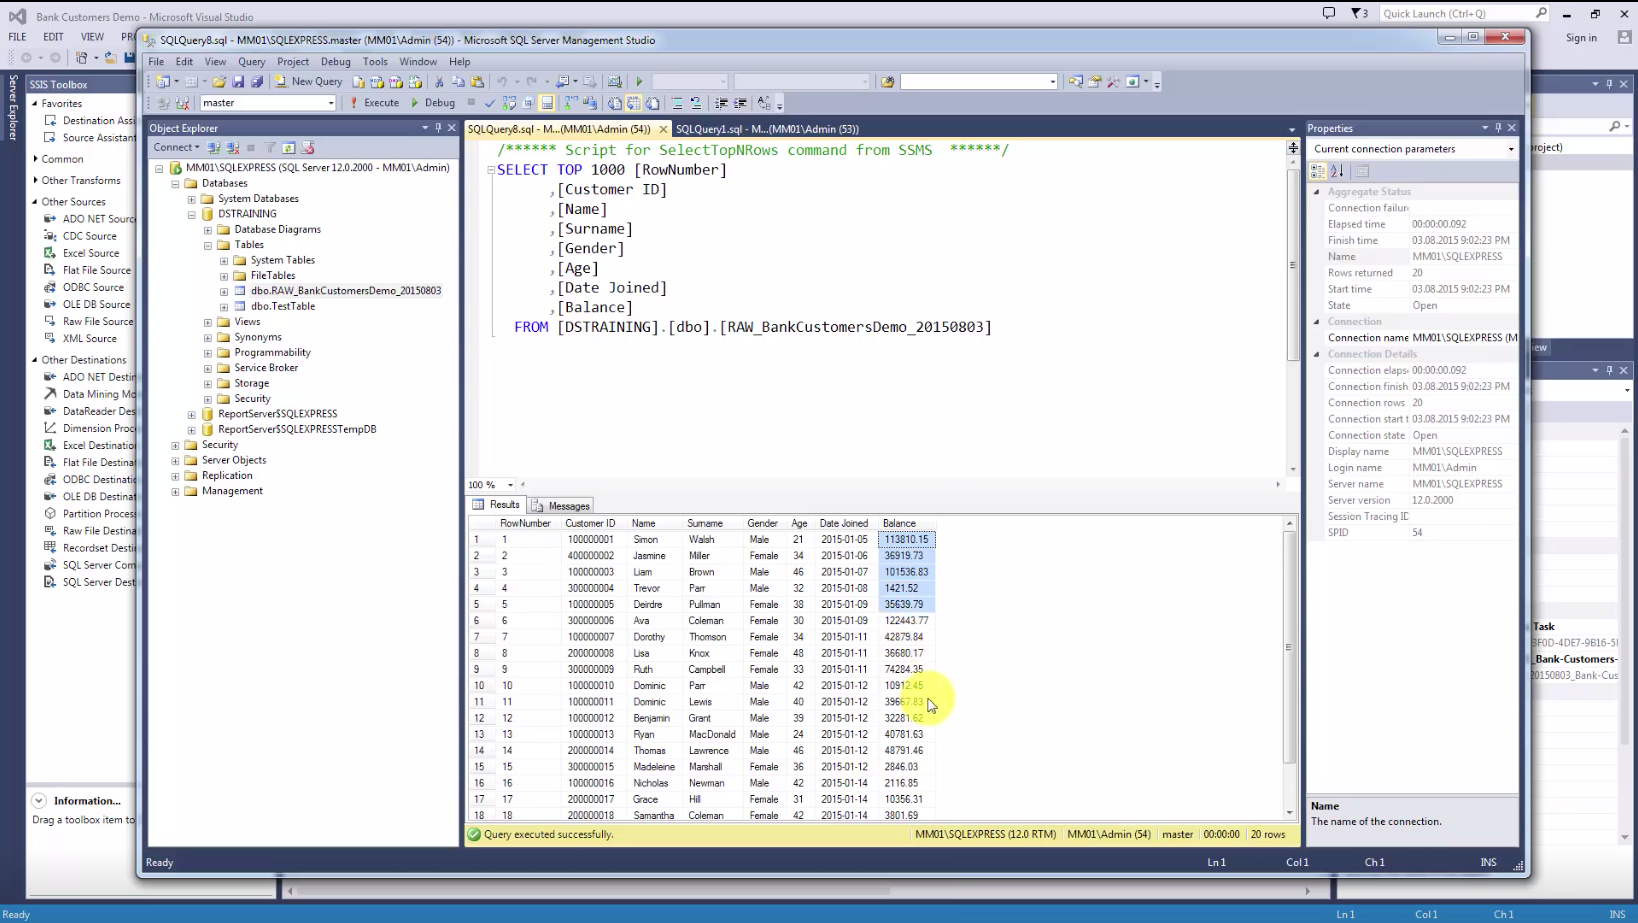 Bank Customers Demo - Microsoft Visual Studio
3
Quick Launch (Ctrl+Q)
FILE EDIT VIEW
Sign in
SQLQuery8.sql - MM01\SQLEXPRESS.master (MM01\Admin (54)) - Microsoft SQL Server Management Studio
File Edit View Query Project Debug Tools Window Help
New Query
master
Execute
Debug
Server Explorer
SSIS Toolbox
Favorites
Destination Assi
Source Assistan
Common
Other Transforms
Other Sources
ADO NET Sourc
CDC Source
Excel Source
Flat File Source
ODBC Source
OLE DB Source
Raw File Source
XML Source
Other Destinations
ADO NET Desti
Data Mining Mo
DataReader Des
Dimension Proc
Excel Destinatio
Flat File Destina
ODBC Destinati
OLE DB Destina
Partition Proces
Raw File Destin
Recordset Desti
SQL Server Com
SQL Server Dest
Information...
Drag a toolbox item to
Object Explorer
Connect
MM01\SQLEXPRESS (SQL Server 12.0.2000 - MM01\Admin)
Databases
System Databases
DSTRAINING
Database Diagrams
Tables
System Tables
FileTables
dbo.RAW_BankCustomersDemo_20150803
dbo.TestTable
Views
Synonyms
Programmability
Service Broker
Storage
Security
ReportServer$SQLEXPRESS
ReportServer$SQLEXPRESSTempDB
Security
Server Objects
Replication
Management
SQLQuery8.sql - M...(MM01\Admin (54))
SQLQuery1.sql - M...(MM01\Admin (53))
/****** Script for SelectTopNRows command from SSMS ******/
SELECT TOP 1000 [RowNumber]
,[Customer ID]
,[Name]
,[Surname]
,[Gender]
,[Age]
,[Date Joined]
,[Balance]
FROM [DSTRAINING].[dbo].[RAW_BankCustomersDemo_20150803]
100 %
Results Messages
RowNumber Customer ID Name Surname Gender Age Date Joined Balance
1 1 100000001 Simon Walsh Male 21 2015-01-05 113810.15
2 2 400000002 Jasmine Miller Female 34 2015-01-06 36919.73
3 3 100000003 Liam Brown Male 46 2015-01-07 101536.83
4 4 300000004 Trevor Parr Male 32 2015-01-08 1421.52
5 5 100000005 Deirdre Pullman Female 38 2015-01-09 35639.79
6 6 300000006 Ava Coleman Female 30 2015-01-09 122443.77
7 7 100000007 Dorothy Thomson Female 34 2015-01-11 42879.84
8 8 200000008 Lisa Knox Female 48 2015-01-11 36680.17
9 9 300000009 Ruth Campbell Female 33 2015-01-11 74284.35
10 10 100000010 Dominic Parr Male 42 2015-01-12 10912.45
11 11 100000011 Dominic Lewis Male 40 2015-01-12 39667.83
12 12 100000012 Benjamin Grant Male 39 2015-01-12 32281.62
13 13 100000013 Ryan MacDonald Male 24 2015-01-12 40781.63
14 14 200000014 Thomas Lawrence Male 46 2015-01-12 48791.46
15 15 300000015 Madeleine Marshall Female 36 2015-01-12 2846.03
16 16 100000016 Nicholas Newman Male 42 2015-01-14 2116.85
17 17 200000017 Grace Hill Female 31 2015-01-14 10356.31
18 18 200000018 Samantha Coleman Female 42 2015-01-14 3801.69
Query executed successfully.
MM01\SQLEXPRESS (12.0 RTM) MM01\Admin (54) master 00:00:00 20 rows
Properties
Current connection parameters
Aggregate Status
Connection failure
Elapsed time 00:00:00.092
Finish time 03.08.2015 9:02:23 PM
Name MM01\SQLEXPRESS
Rows returned 20
Start time 03.08.2015 9:02:23 PM
State Open
Connection
Connection name MM01\SQLEXPRESS (M
Connection Details
Connection elaps 00:00:00.092
Connection finish 03.08.2015 9:02:23 PM
Connection rows 20
Connection start t 03.08.2015 9:02:23 PM
Connection state Open
Display name MM01\SQLEXPRESS
Login name MM01\Admin
Server name MM01\SQLEXPRESS
Server version 12.0.2000
Session Tracing ID
SPID 54
Name
The name of the connection.
Ready
Ln 1 Col 1 Ch 1 INS
project)
Task
BF0D-4DE7-9B16-5
_Bank-Customers-
20150803_Bank-Cus
Ready
Ln 1 Col 1 Ch 1 INS